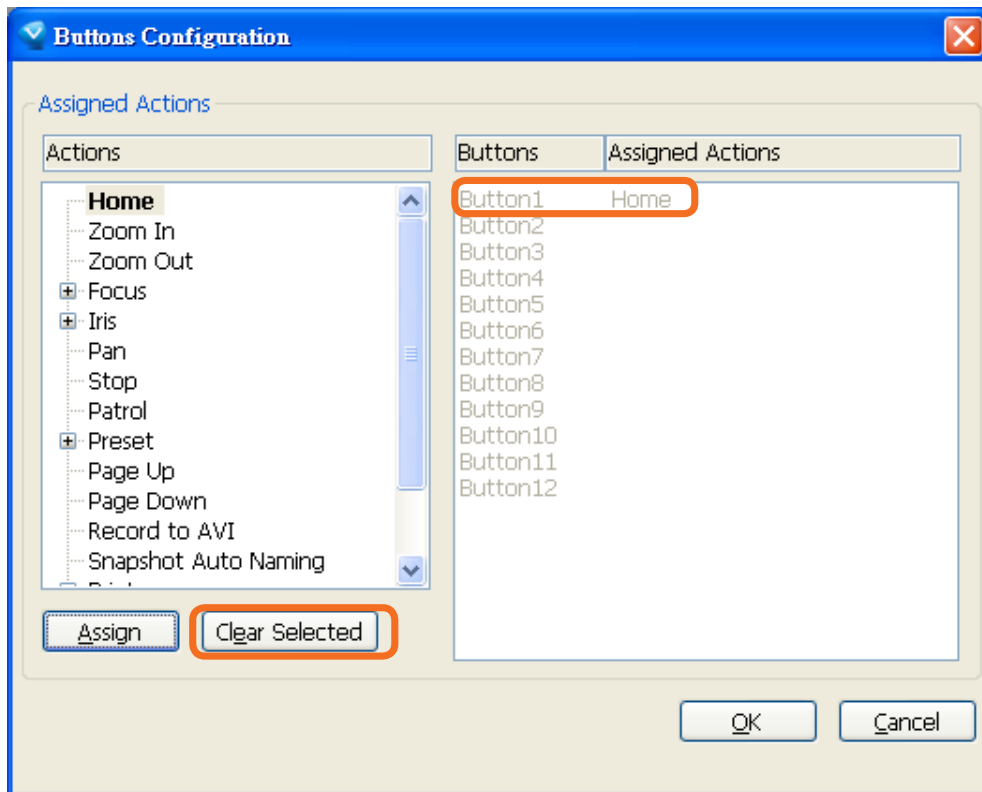 Buttons Configuration
Assigned Actions
Actions
Buttons Assigned Actions
Home
Zoom In
Zoom Out
Focus
Iris
Pan
Stop
Patrol
Preset
Page Up
Page Down
Record to AVI
Snapshot Auto Naming
Button1 Home
Button2
Button3
Button4
Button5
Button6
Button7
Button8
Button9
Button10
Button11
Button12
Assign Clear Selected
OK Cancel